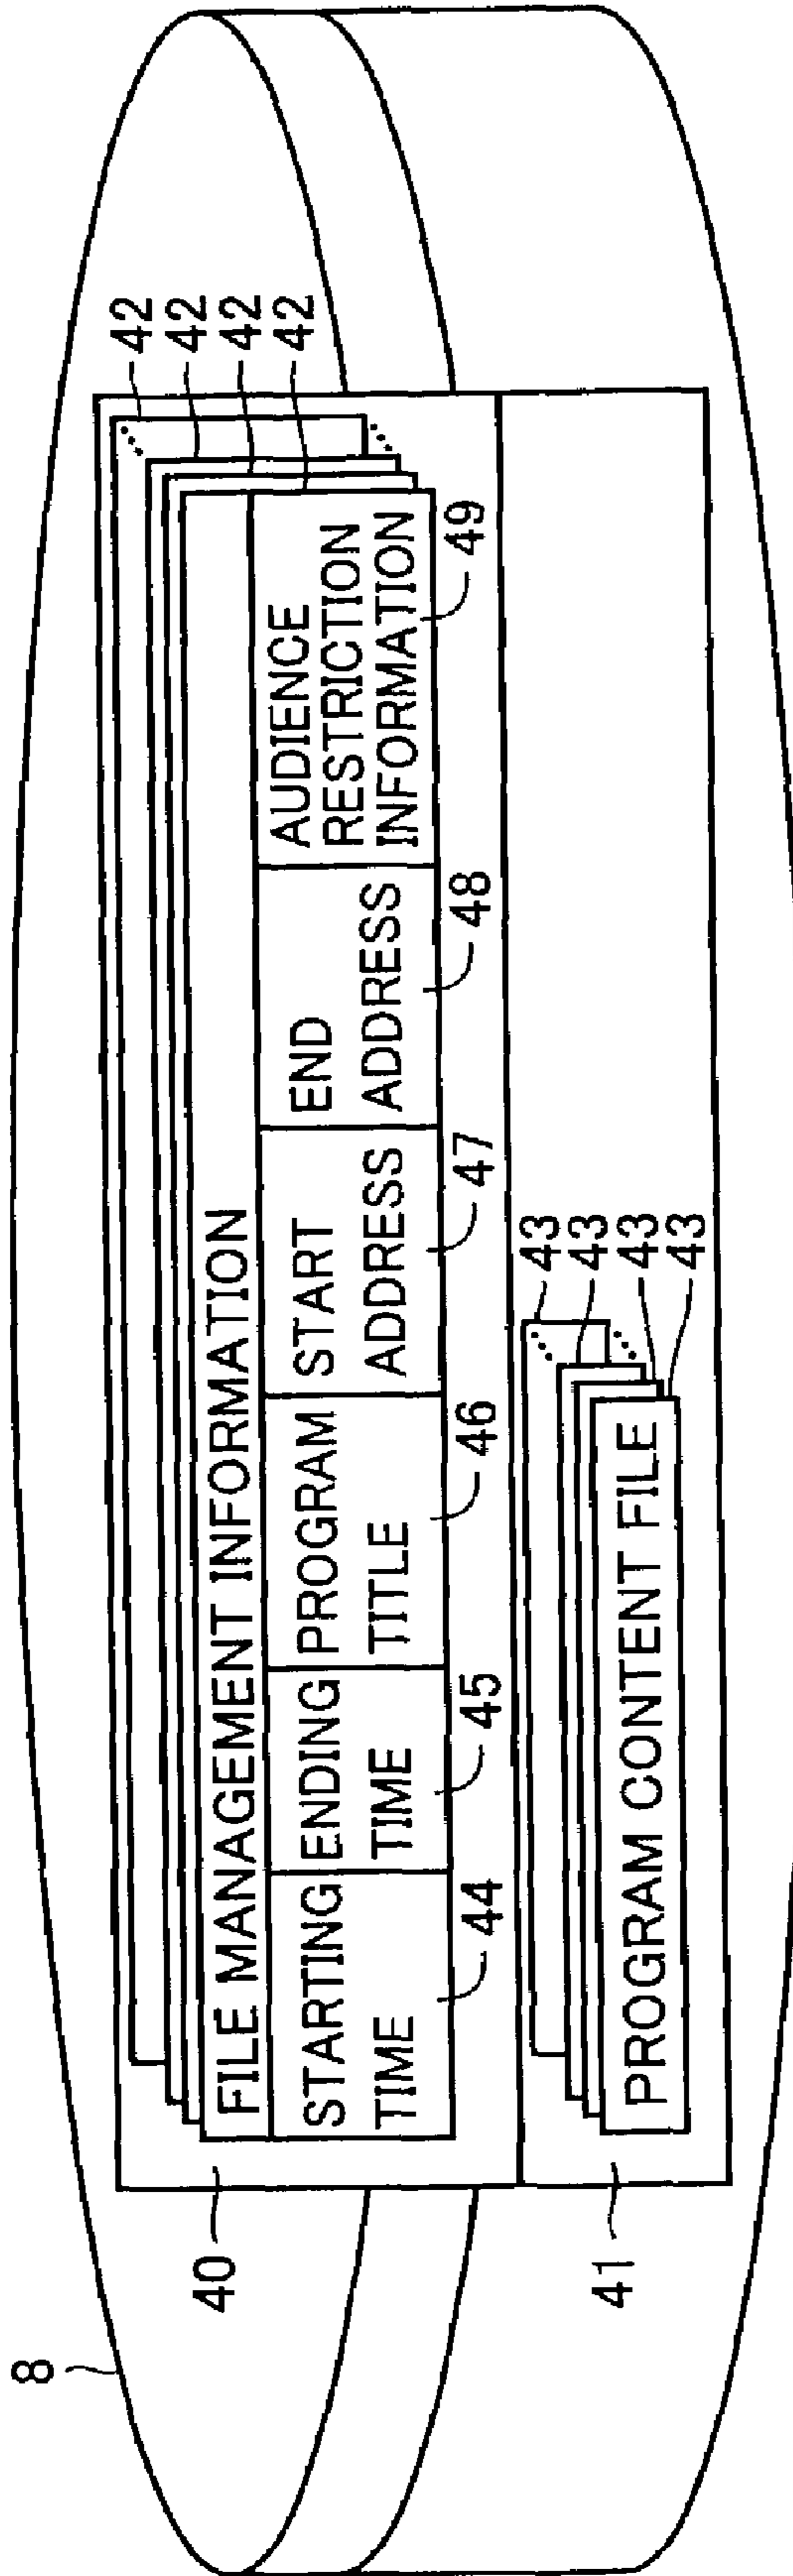 8
40
42
42
42
42
FILE MANAGEMENT INFORMATION
STARTING
TIME
44
ENDING
TIME
45
PROGRAM
TITLE
46
START
ADDRESS
47
END
ADDRESS
48
AUDIENCE
RESTRICTION
INFORMATION
49
41
43
43
43
43
PROGRAM CONTENT FILE